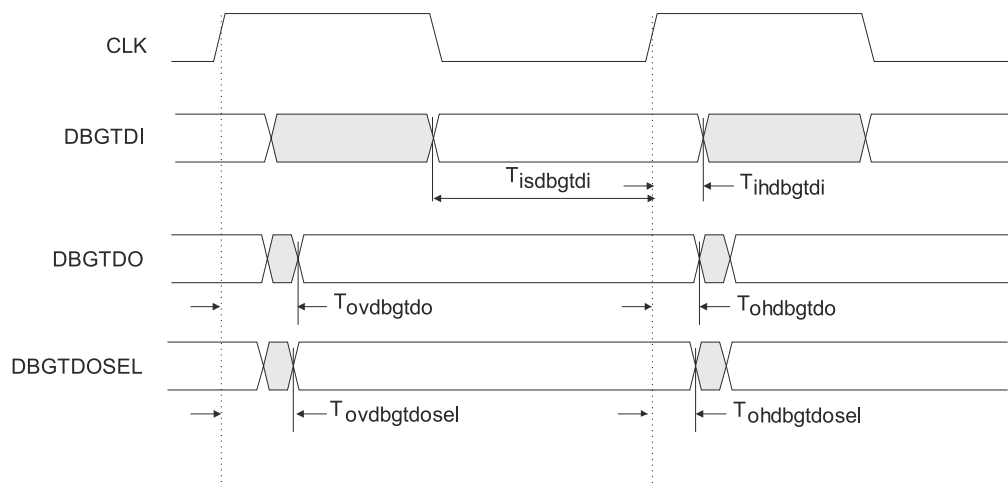 CLK
DBGTDI
Tisdbgtdi
Tihdbgtdi
DBGTDO
Tovdbgtdo
Tohdbgtdo
DBGTDOSEL
Tovdbgtdosel
Tohdbgtdosel